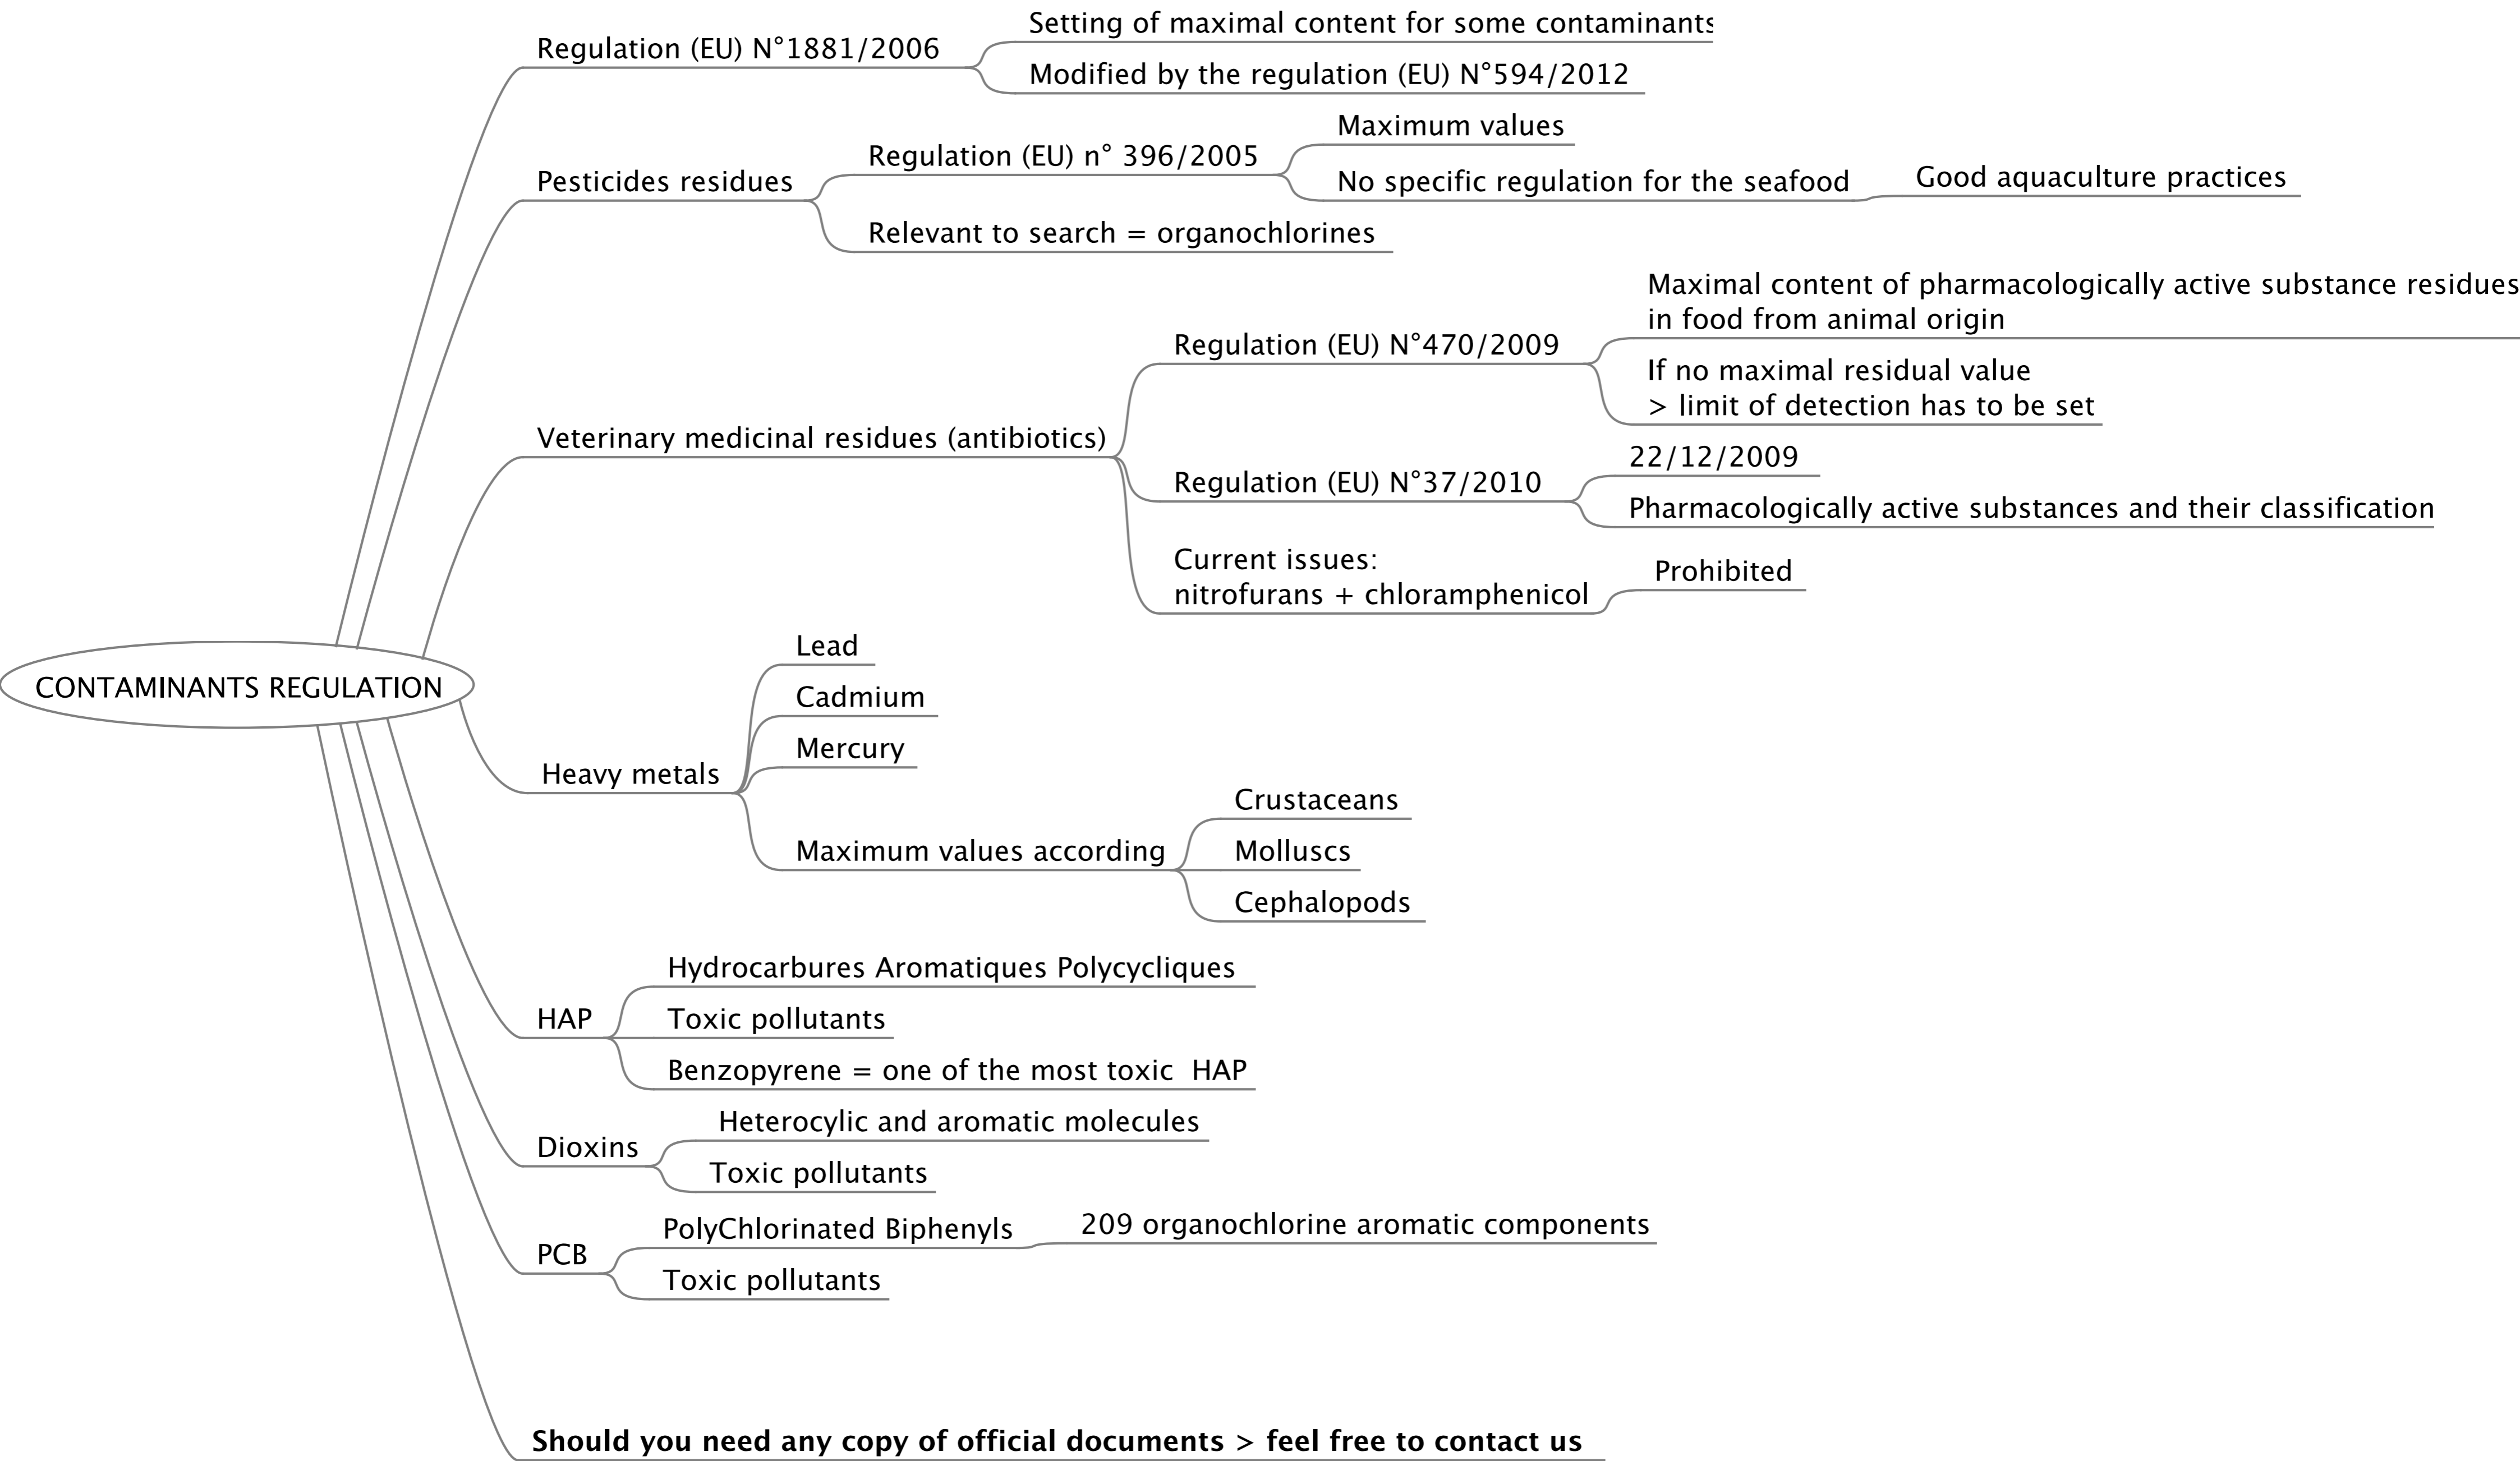 Setting of maximal content for some contaminants
Regulation (EU) N°1881/2006
Modified by the regulation (EU) N°594/2012
Maximum values
Regulation (EU) n° 396/2005
No specific regulation for the seafood
Good aquaculture practices
Pesticides residues
Relevant to search = organochlorines
Maximal content of pharmacologically active substance residues
in food from animal origin
Regulation (EU) N°470/2009
If no maximal residual value
> limit of detection has to be set
Veterinary medicinal residues (antibiotics)
22/12/2009
Regulation (EU) N°37/2010
Pharmacologically active substances and their classification
Current issues:
nitrofurans + chloramphenicol
Prohibited
CONTAMINANTS REGULATION
Lead
Cadmium
Mercury
Heavy metals
Crustaceans
Maximum values according
Molluscs
Cephalopods
Hydrocarbures Aromatiques Polycycliques
HAP
Toxic pollutants
Benzopyrene = one of the most toxic  HAP
Heterocylic and aromatic molecules
Dioxins
Toxic pollutants
PolyChlorinated Biphenyls
209 organochlorine aromatic components
PCB
Toxic pollutants
Should you need any copy of official documents > feel free to contact us